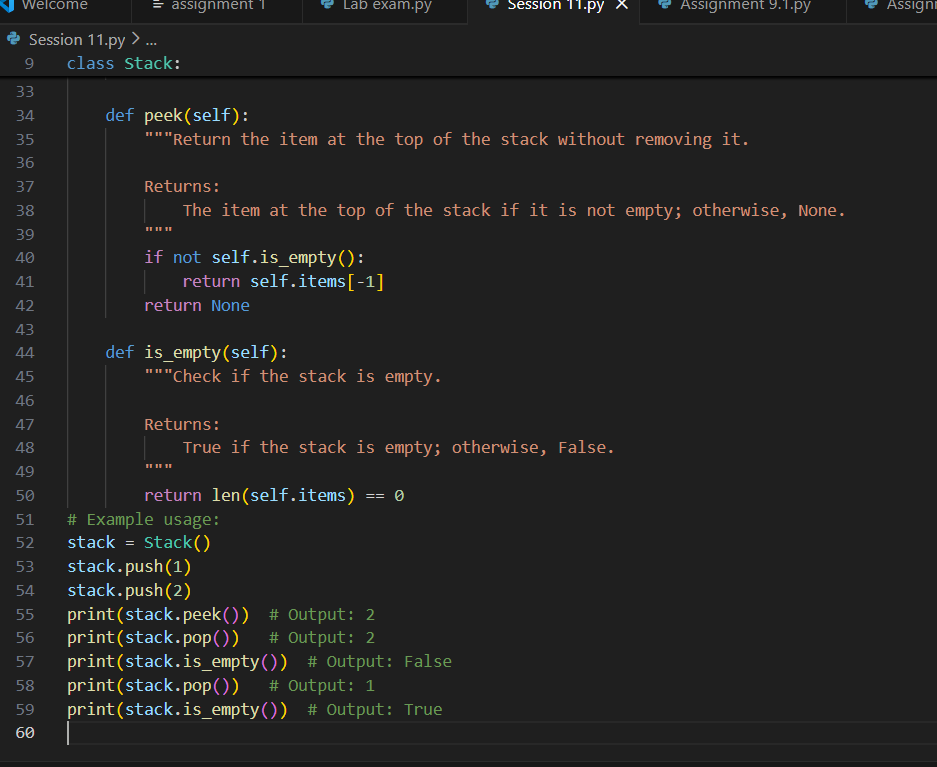 Welcome assignment 1 Lab exam.py Session 11.py Assignment 9.1.py Assign
Session 11.py > ...
9 class Stack:
33
34 def peek(self):
35 """Return the item at the top of the stack without removing it.
36
37 Returns:
38 The item at the top of the stack if it is not empty; otherwise, None.
39 """
40 if not self.is_empty():
41 return self.items[-1]
42 return None
43
44 def is_empty(self):
45 """Check if the stack is empty.
46
47 Returns:
48 True if the stack is empty; otherwise, False.
49 """
50 return len(self.items) == 0
51 # Example usage:
52 stack = Stack()
53 stack.push(1)
54 stack.push(2)
55 print(stack.peek())  # Output: 2
56 print(stack.pop())   # Output: 2
57 print(stack.is_empty())  # Output: False
58 print(stack.pop())   # Output: 1
59 print(stack.is_empty())  # Output: True
60